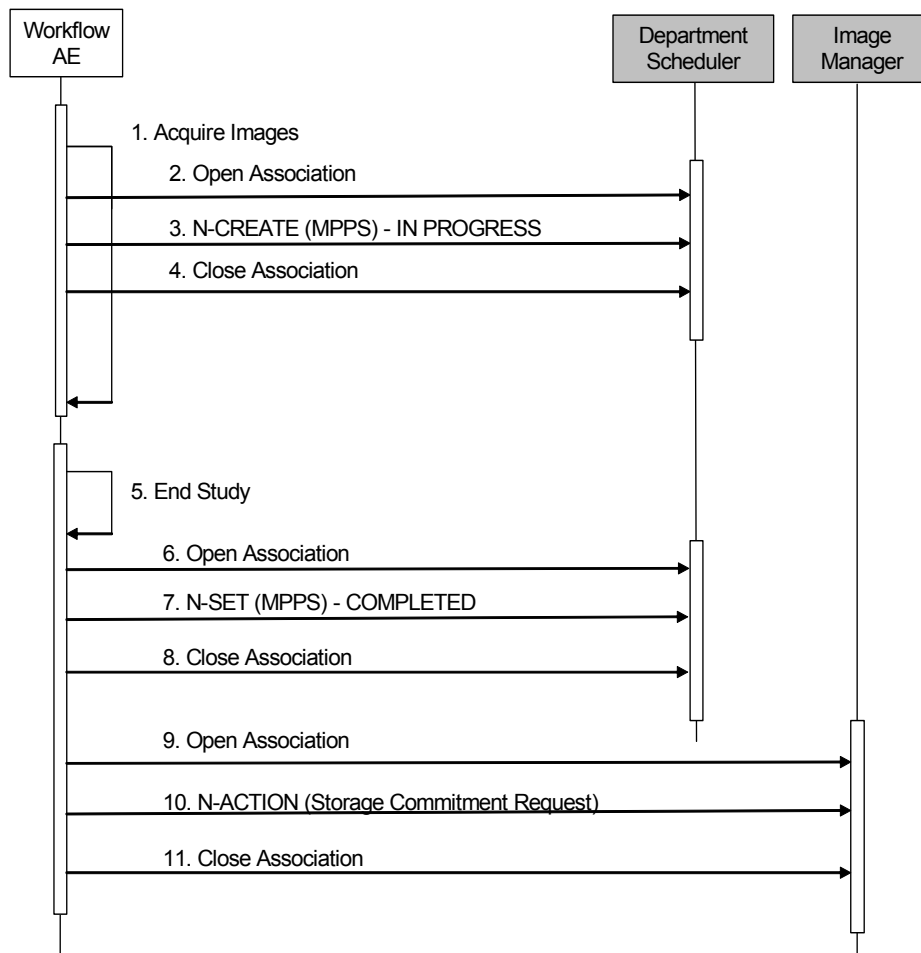 Workflow
AE
Department
Scheduler
Image
Manager
1. Acquire Images
2. Open Association
3. N-CREATE (MPPS) - IN PROGRESS
4. Close Association
5. End Study
6. Open Association
7. N-SET (MPPS) - COMPLETED
8. Close Association
9. Open Association
10. N-ACTION (Storage Commitment Request)
11. Close Association